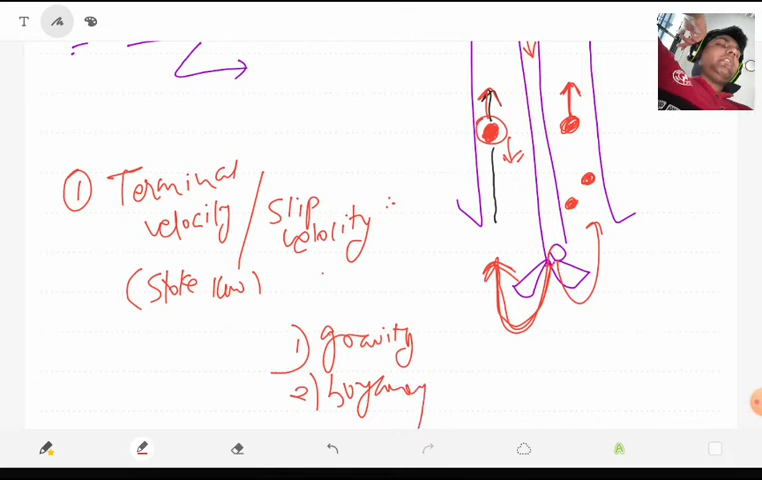 T
① Terminal velocity / Slip velocity :-
(Stoke law)
1) gravity
2) buoyancy
A